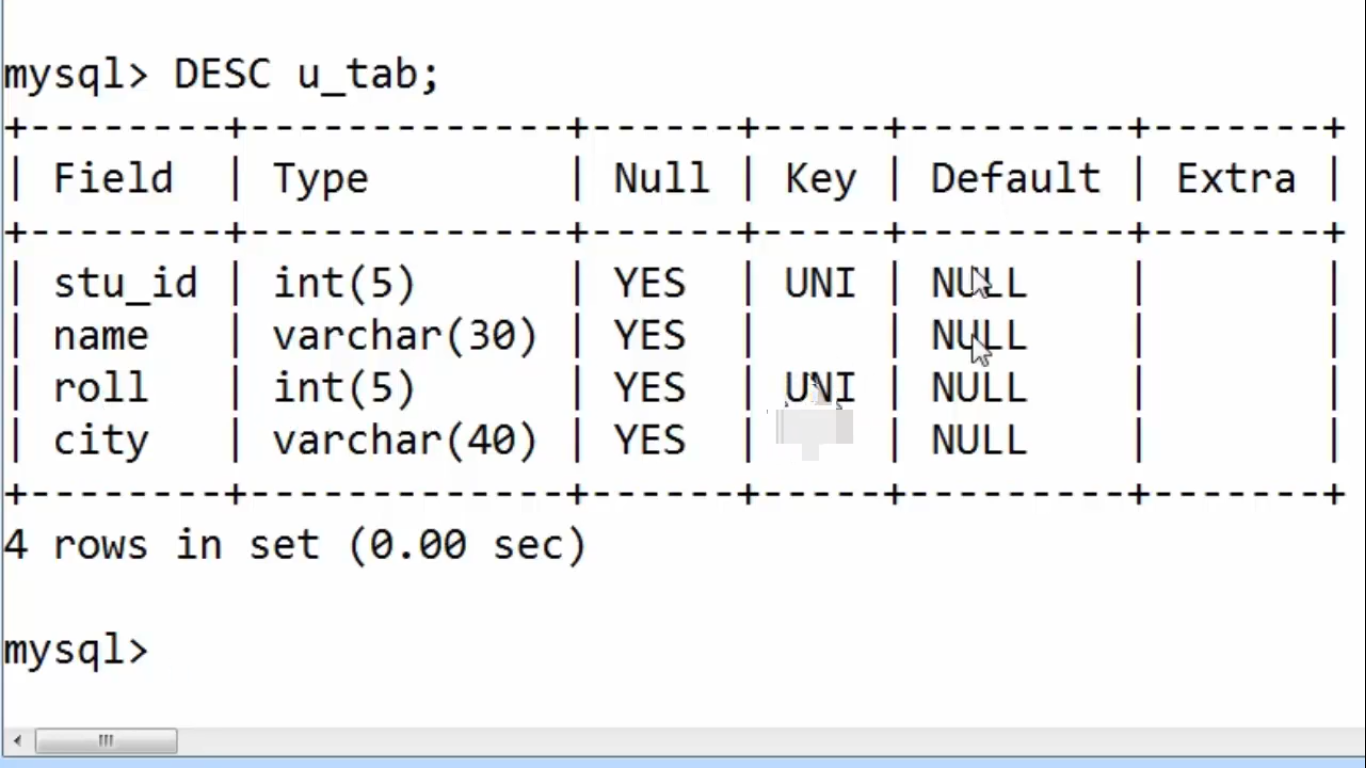 mysql> DESC u_tab;
+--------+-------------+------+-----+---------+-------+
| Field  | Type        | Null | Key | Default | Extra |
+--------+-------------+------+-----+---------+-------+
| stu_id | int(5)      | YES  | UNI | NULL    |       |
| name   | varchar(30) | YES  |     | NULL    |       |
| roll   | int(5)      | YES  | UNI | NULL    |       |
| city   | varchar(40) | YES  |     | NULL    |       |
+--------+-------------+------+-----+---------+-------+
4 rows in set (0.00 sec)
mysql>